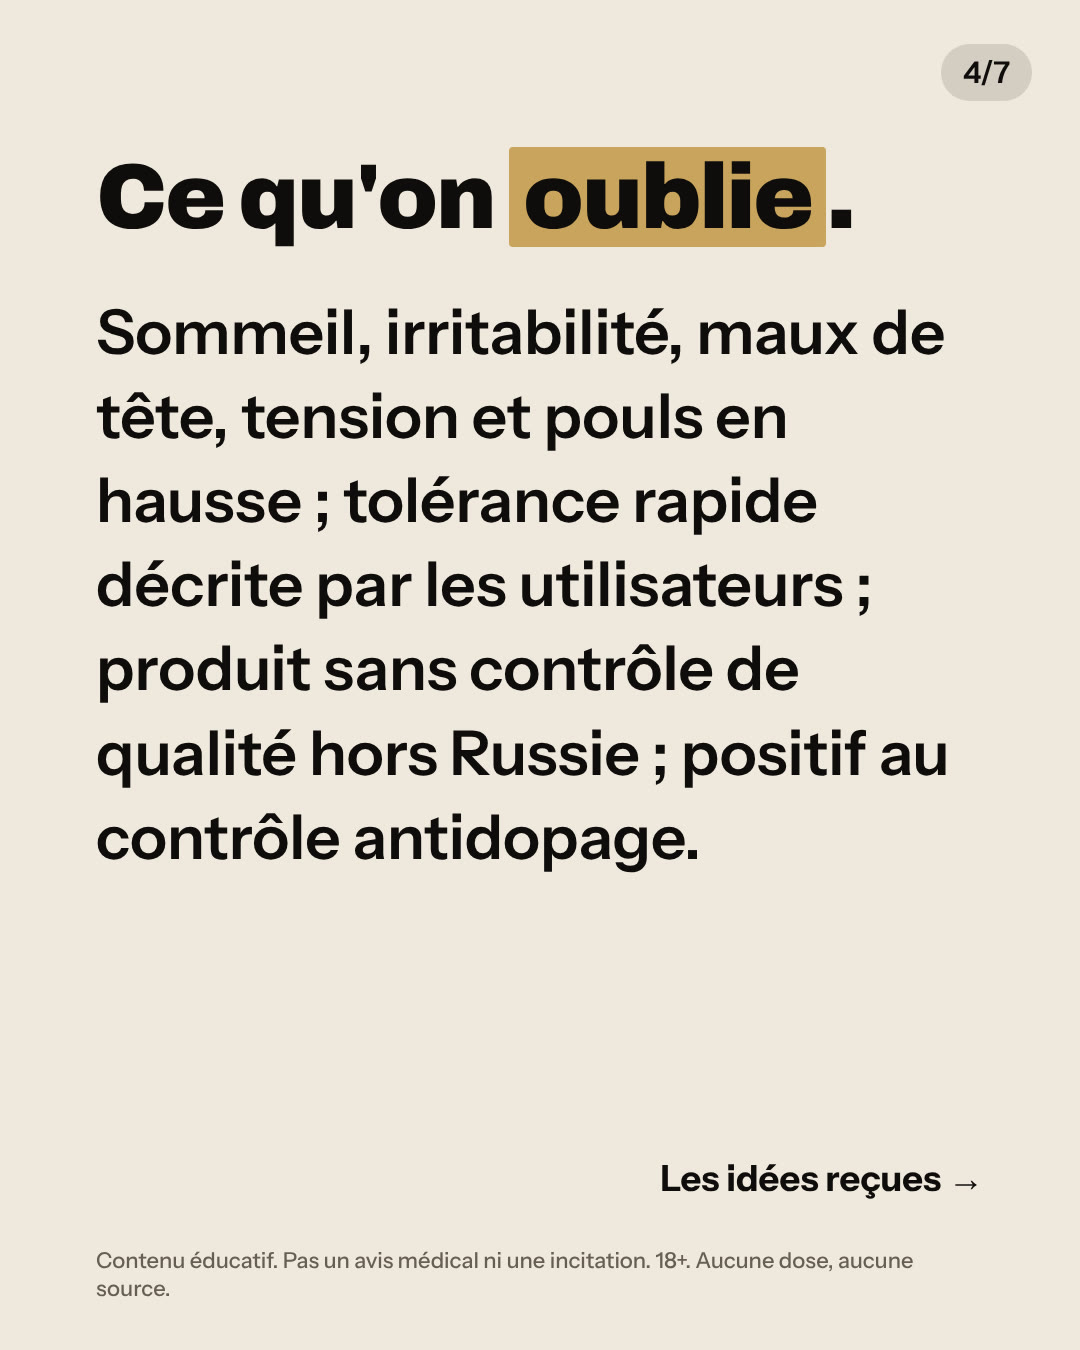 4/7
Ce qu'on oublie.
Sommeil, irritabilité, maux de
tête, tension et pouls en
hausse ; tolérance rapide
décrite par les utilisateurs ;
produit sans contrôle de
qualité hors Russie ; positif au
contrôle antidopage.
Les idées reçues →
Contenu éducatif. Pas un avis médical ni une incitation. 18+. Aucune dose, aucune
source.